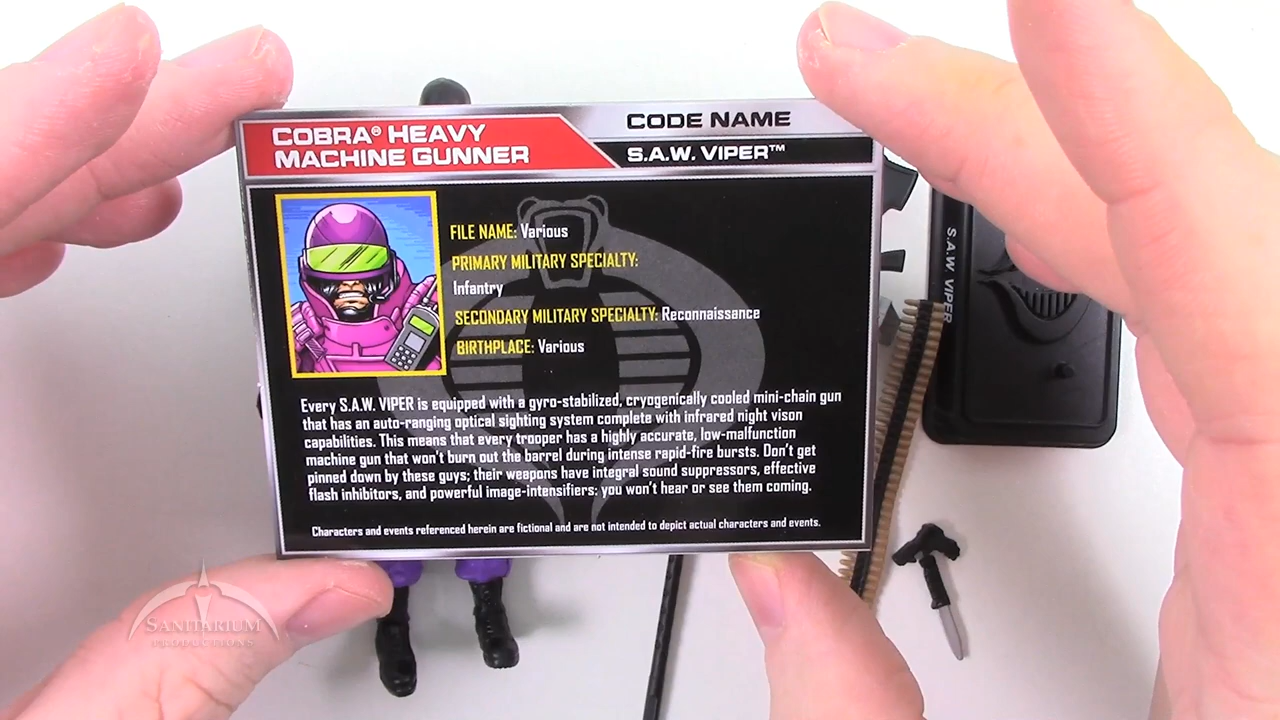 COBRA® HEAVY
MACHINE GUNNER
CODE NAME
S.A.W. VIPER™
FILE NAME: Various
PRIMARY MILITARY SPECIALTY:
Infantry
SECONDARY MILITARY SPECIALTY: Reconnaissance
BIRTHPLACE: Various
Every S.A.W. VIPER is equipped with a gyro-stabilized, cryogenically cooled mini-chain gun
that has an auto-ranging optical sighting system complete with infrared night vison
capabilities. This means that every trooper has a highly accurate, low-malfunction
machine gun that won't burn out the barrel during intense rapid-fire bursts. Don't get
pinned down by these guys; their weapons have integral sound suppressors, effective
flash inhibitors, and powerful image-intensifiers: you won't hear or see them coming.
Characters and events referenced herein are fictional and are not intended to depict actual characters and events.
S.A.W. VIPER
SANITARIUM
PRODUCTIONS